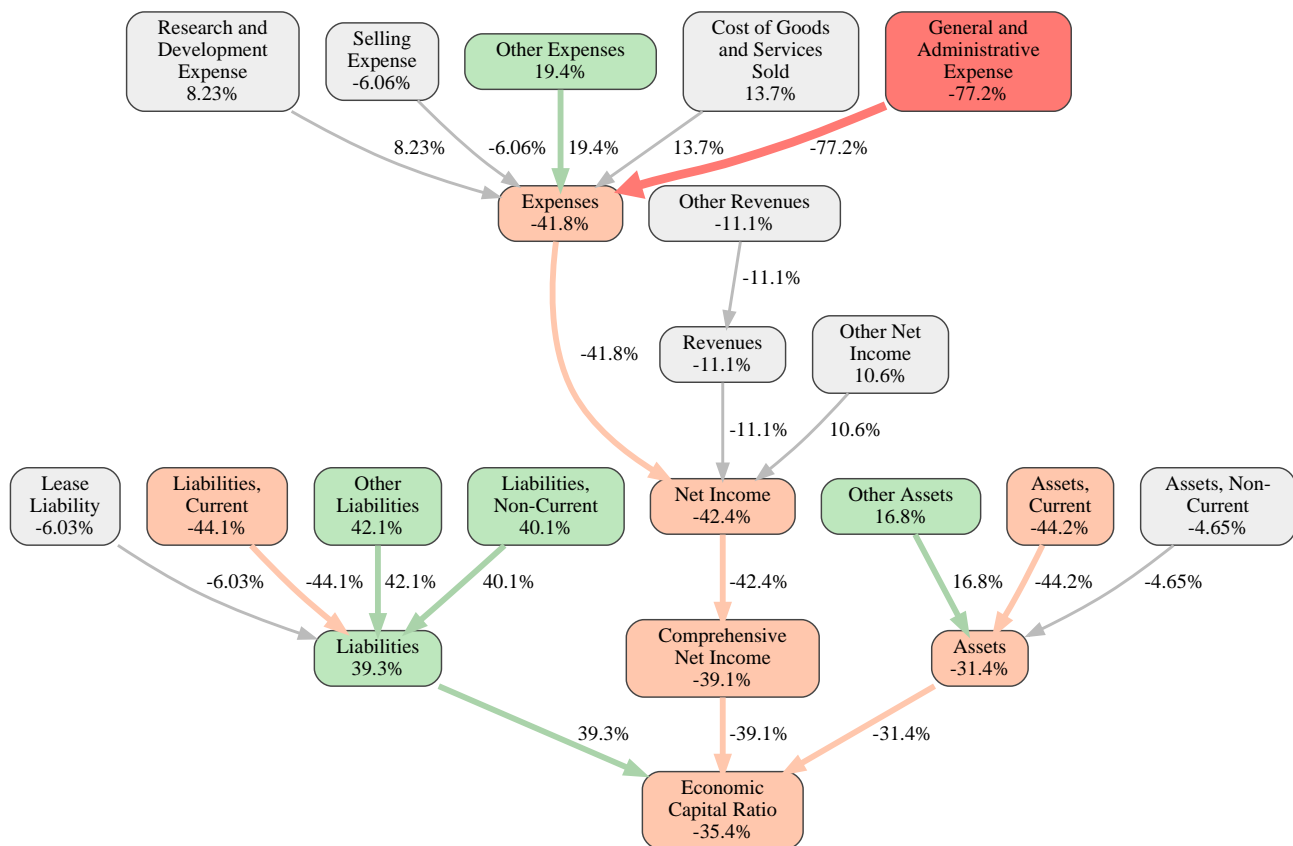 Research and
Development
Expense
8.23%
Selling
Expense
-6.06%
Other Expenses
19.4%
Cost of Goods
and Services
Sold
13.7%
General and
Administrative
Expense
-77.2%
8.23%
-6.06%
19.4%
13.7%
-77.2%
Expenses
-41.8%
Other Revenues
-11.1%
-11.1%
-41.8%
Revenues
-11.1%
Other Net
Income
10.6%
-11.1%
10.6%
Lease
Liability
-6.03%
Liabilities,
Current
-44.1%
Other
Liabilities
42.1%
Liabilities,
Non-Current
40.1%
Net Income
-42.4%
Other Assets
16.8%
Assets,
Current
-44.2%
Assets, Non-
Current
-4.65%
-6.03%
-44.1%
42.1%
40.1%
-42.4%
16.8%
-44.2%
-4.65%
Liabilities
39.3%
Comprehensive
Net Income
-39.1%
Assets
-31.4%
39.3%
-39.1%
-31.4%
Economic
Capital Ratio
-35.4%